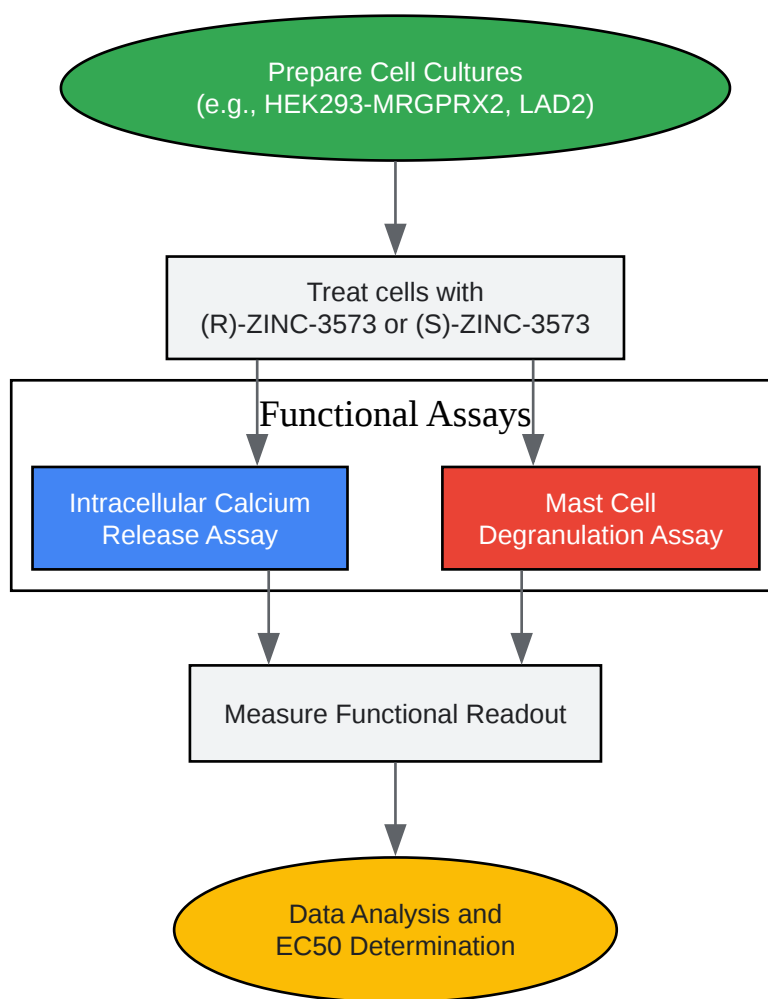 Prepare Cell Cultures
(e.g., HEK293-MRGPRX2, LAD2)
Treat cells with
(R)-ZINC-3573 or (S)-ZINC-3573
Functional Assays
Intracellular Calcium
Release Assay
Mast Cell
Degranulation Assay
Measure Functional Readout
Data Analysis and
EC50 Determination